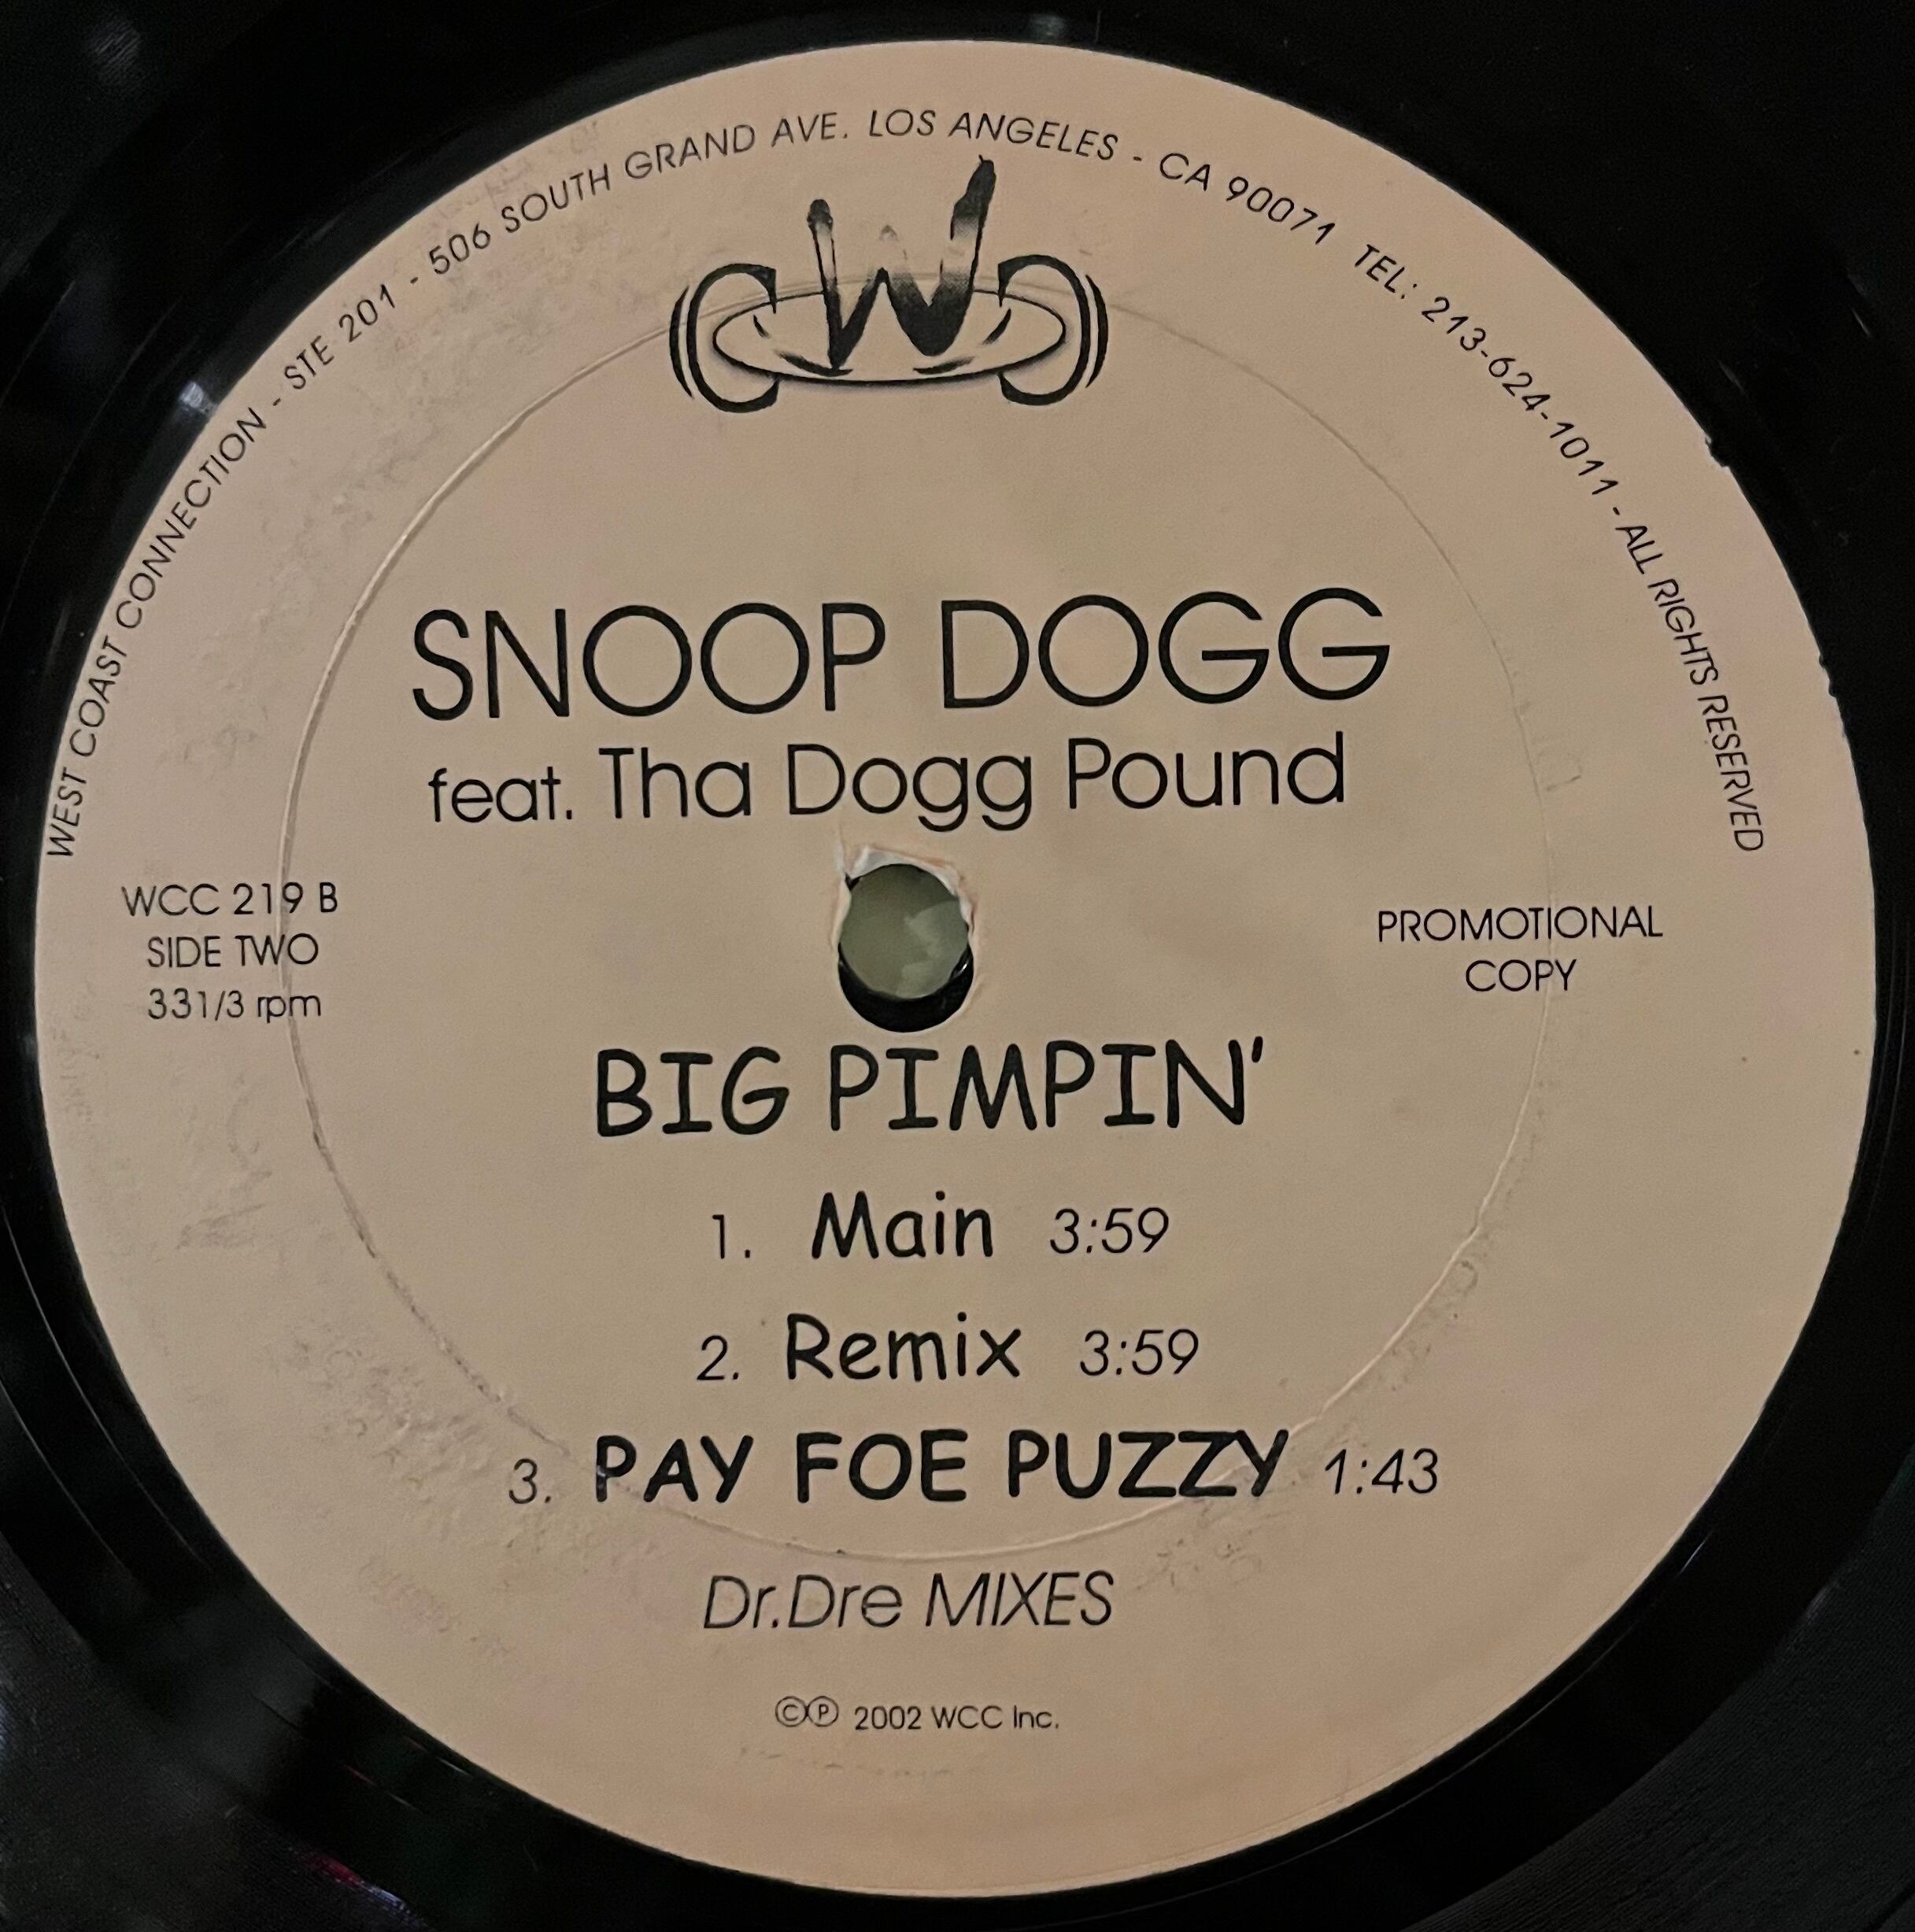 WEST COAST CONNECTION - STE 201 - 506 SOUTH GRAND AVE. LOS ANGELES - CA 90071 TEL: 213-624-1011 - ALL RIGHTS RESERVED
CWC
SNOOP DOGG
feat. Tha Dogg Pound
WCC 219 B
SIDE TWO
331/3 rpm
PROMOTIONAL
COPY
BIG PIMPIN'
1. Main 3:59
2. Remix 3:59
3. PAY FOE PUZZY 1:43
Dr.Dre MIXES
©℗ 2002 WCC Inc.